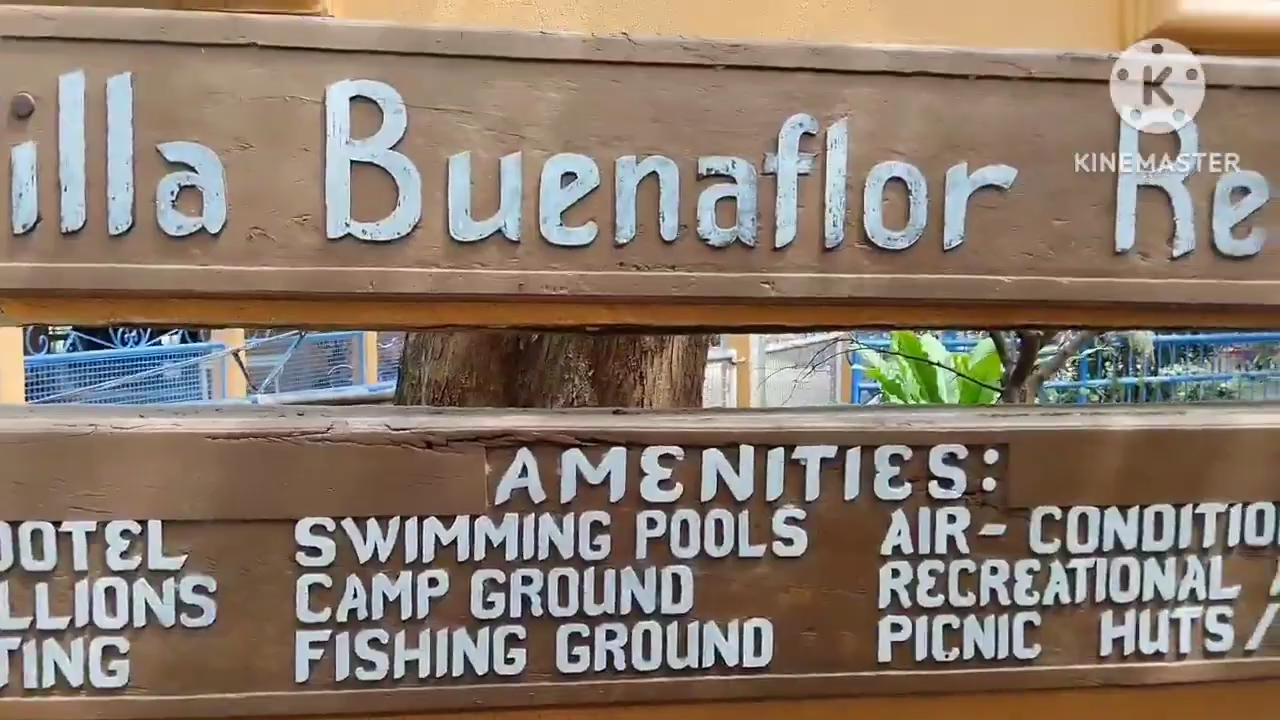 illa Buenaflor Re
K
KINEMASTER
AMENITIES:
OOTEL SWIMMING POOLS AIR-CONDITIO
LLIONS CAMP GROUND RECREATIONAL
TING FISHING GROUND PICNIC HUTS/